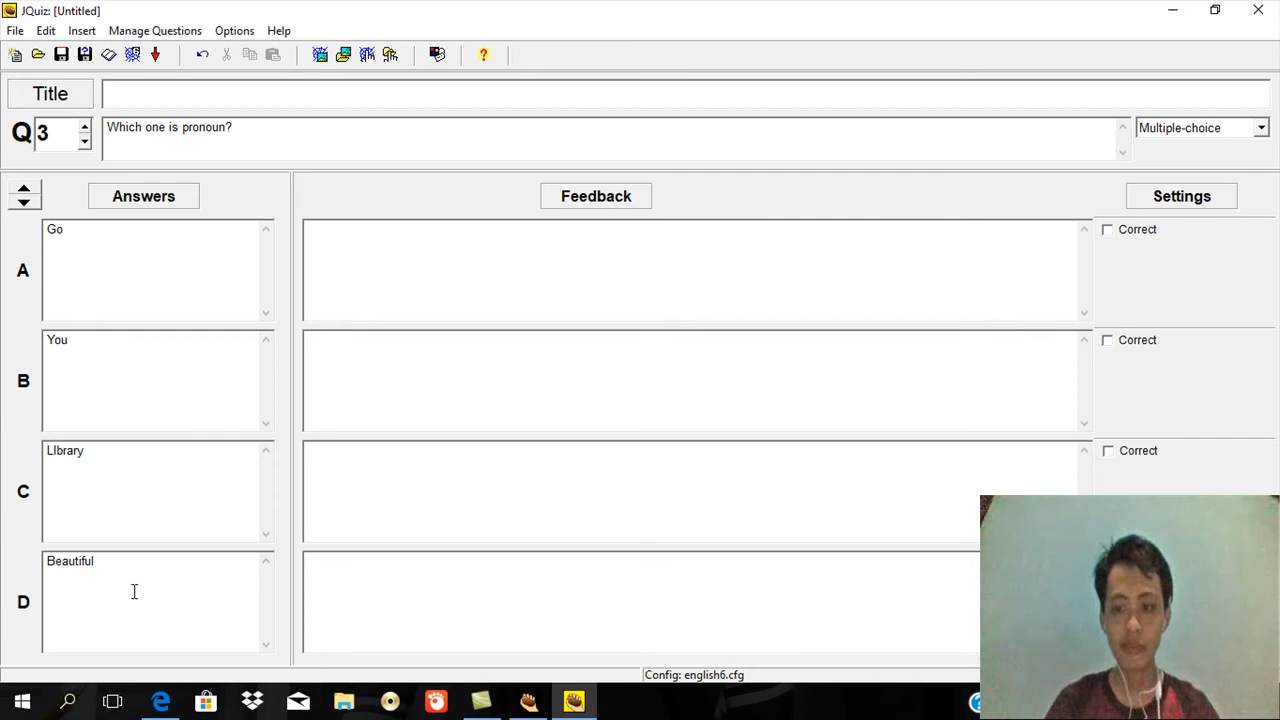 JQuiz: [Untitled]
File Edit Insert Manage Questions Options Help
Title
Q 3 Which one is pronoun? Multiple-choice
Answers Feedback Settings
A Go Correct
B You Correct
C LIbrary Correct
D Beautiful
Config: english6.cfg